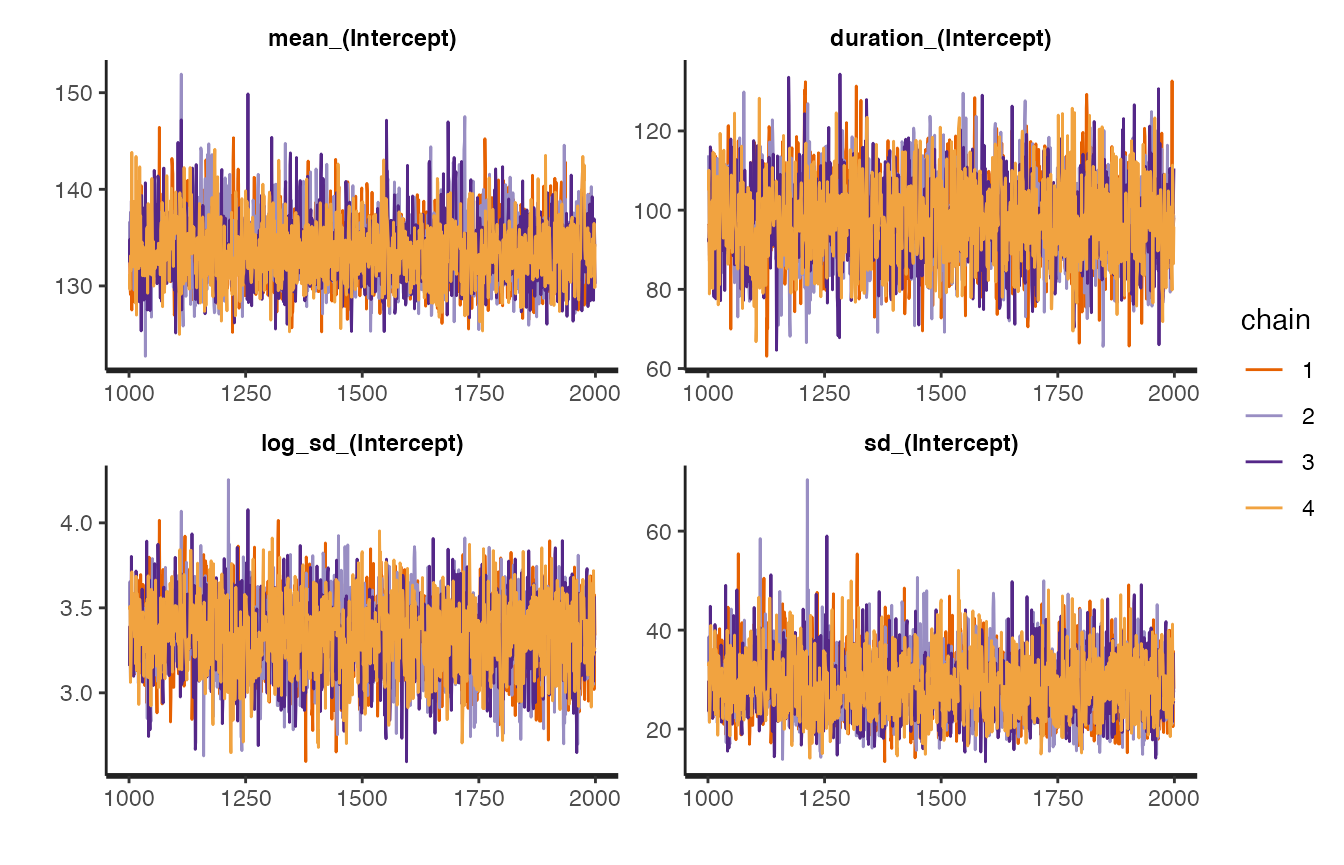 mean_(Intercept)
150
140
130
1000 1250 1500 1750 2000
duration_(Intercept)
120
100
80
60
1000 1250 1500 1750 2000
log_sd_(Intercept)
4.0
3.5
3.0
1000 1250 1500 1750 2000
sd_(Intercept)
60
40
20
1000 1250 1500 1750 2000
chain
1
2
3
4